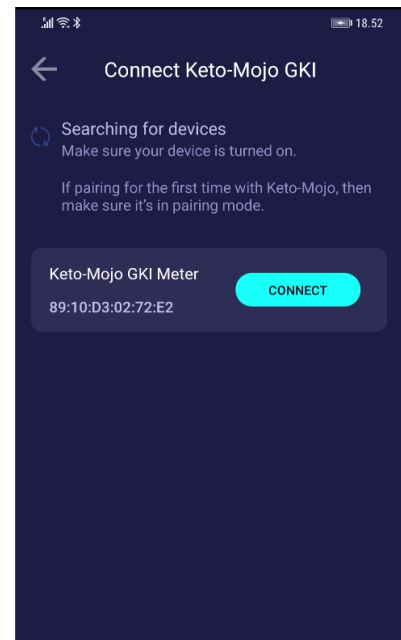 18.52
Connect Keto-Mojo GKI
Searching for devices
Make sure your device is turned on.
If pairing for the first time with Keto-Mojo, then
make sure it's in pairing mode.
Keto-Mojo GKI Meter
CONNECT
89:10:D3:02:72:E2